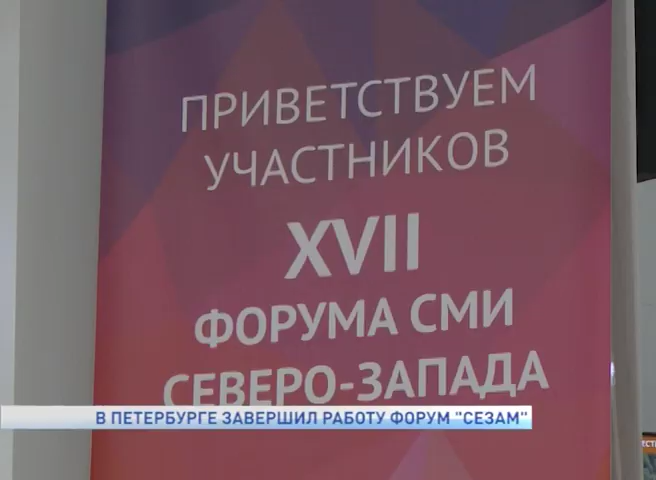 ПРИВЕТСТВУЕМ
УЧАСТНИКОВ
XVII
ФОРУМА СМИ
СЕВЕРО-ЗАПАДА
В ПЕТЕРБУРГЕ ЗАВЕРШИЛ РАБОТУ ФОРУМ "СЕЗАМ"